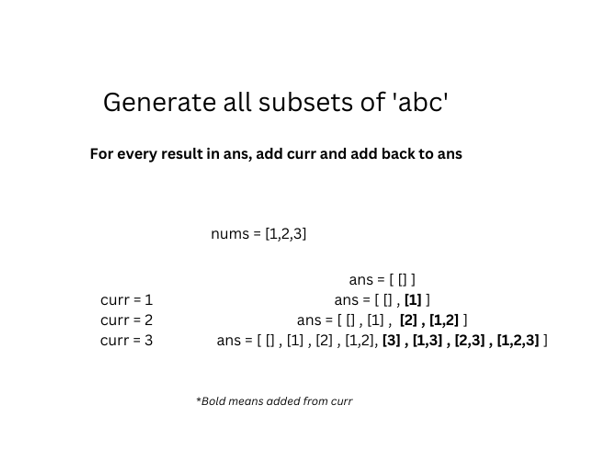 Generate all subsets of 'abc'
For every result in ans, add curr and add back to ans
nums = [1,2,3]
ans = [ [] ]
curr = 1 ans = [ [] , [1] ]
curr = 2 ans = [ [] , [1] , [2] , [1,2] ]
curr = 3 ans = [ [] , [1] , [2] , [1,2], [3] , [1,3] , [2,3] , [1,2,3] ]
*Bold means added from curr